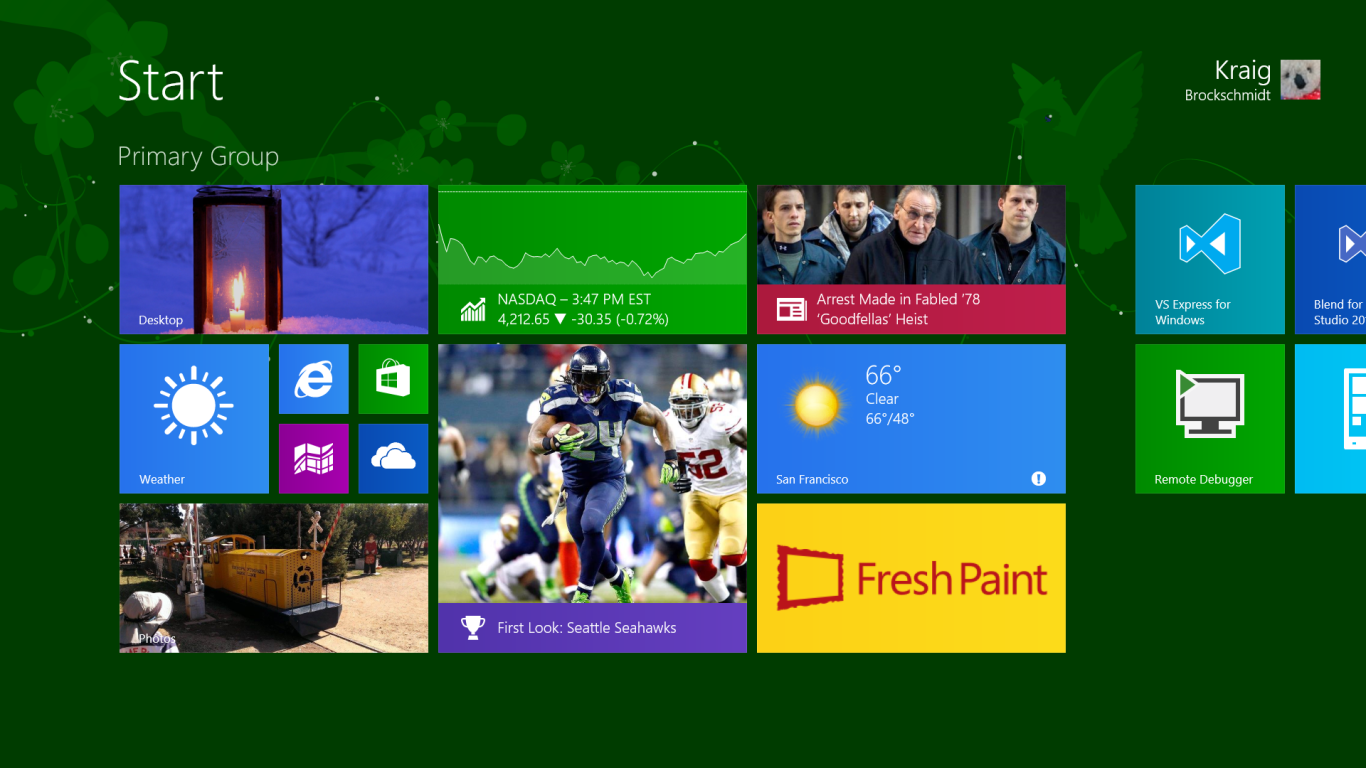 Start
Kraig
Brockschmidt
Primary Group
Desktop
NASDAQ – 3:47 PM EST
4,212.65 ▼ -30.35 (-0.72%)
Arrest Made in Fabled ’78
‘Goodfellas’ Heist
VS Express for
Windows
Blend for
Studio 20
Weather
24
52
First Look: Seattle Seahawks
66°
Clear
66°/48°
San Francisco
Remote Debugger
Photos
Fresh Paint